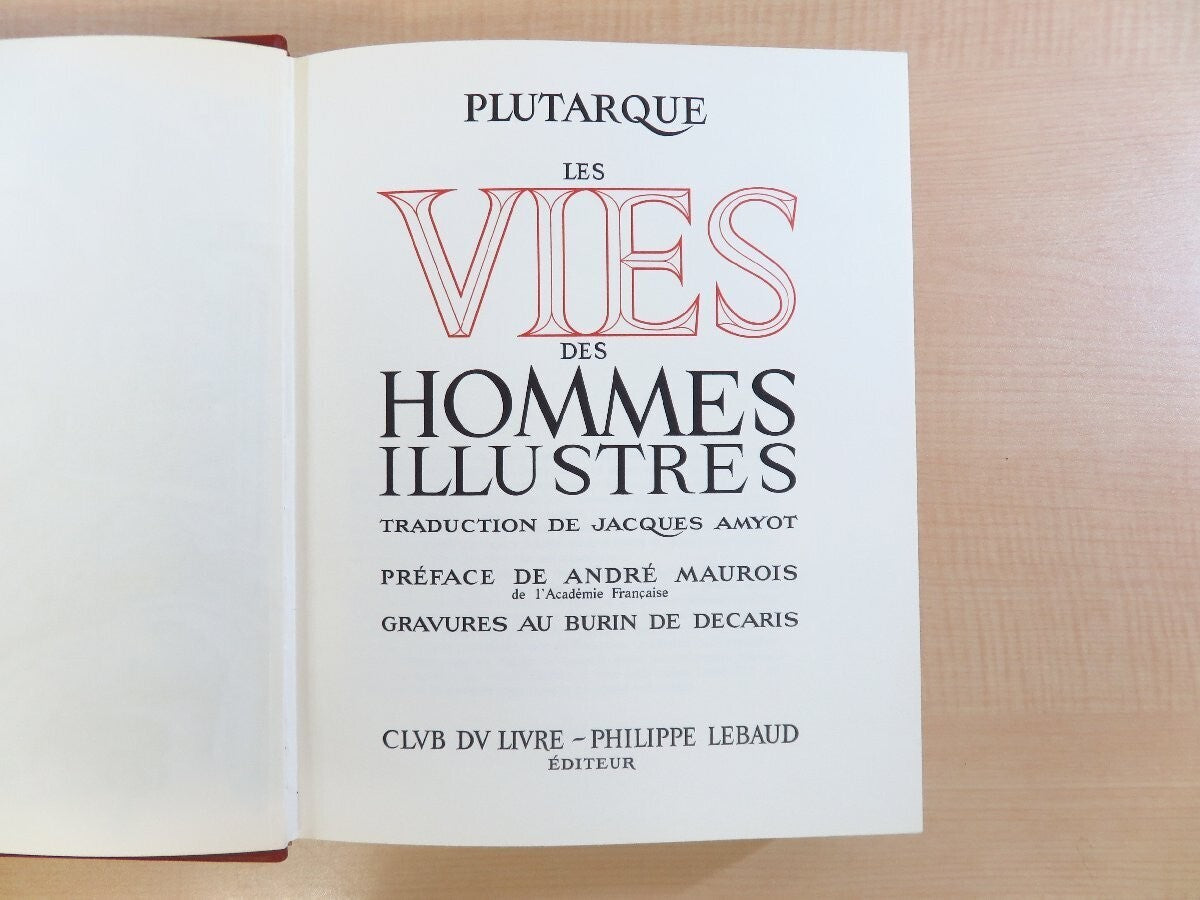 PLUTARQUE
LES
VIES
DES
HOMMES
ILLUSTRES
TRADUCTION DE JACQUES AMYOT
PRÉFACE DE ANDRÉ MAUROIS
de l'Académie Française
GRAVURES AU BURIN DE DECARIS
CLVB DV LIVRE – PHILIPPE LEBAUD
ÉDITEUR